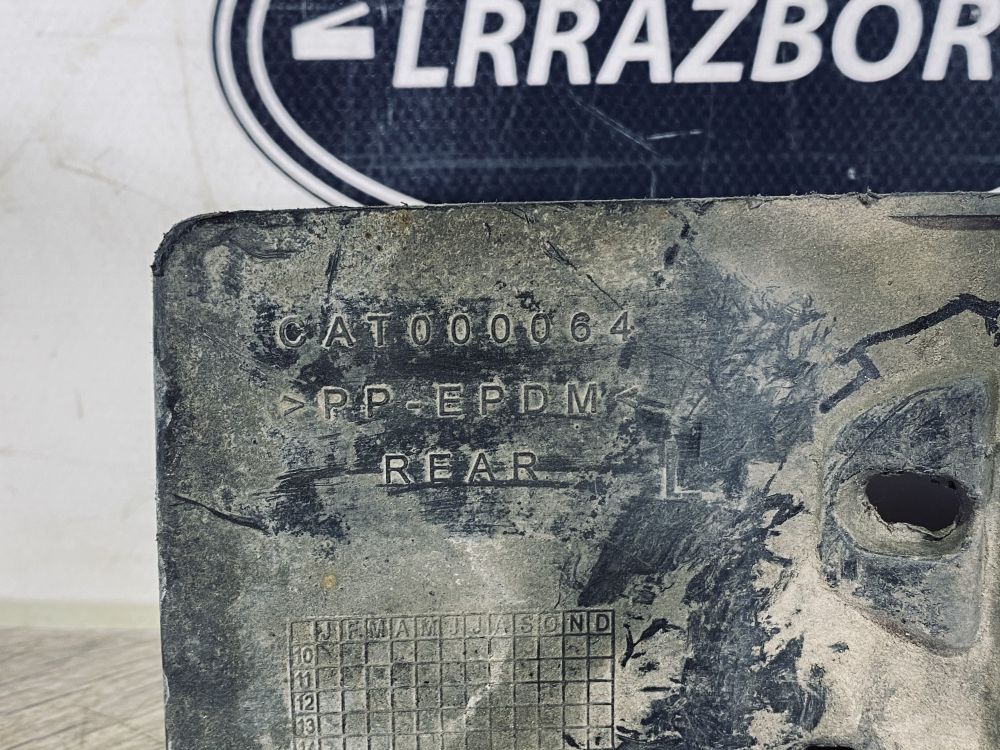 LRRAZBOR
CAT000064
>PP-EPDM<
REAR L
J F M A M J J A S O N D
10
11
12
13